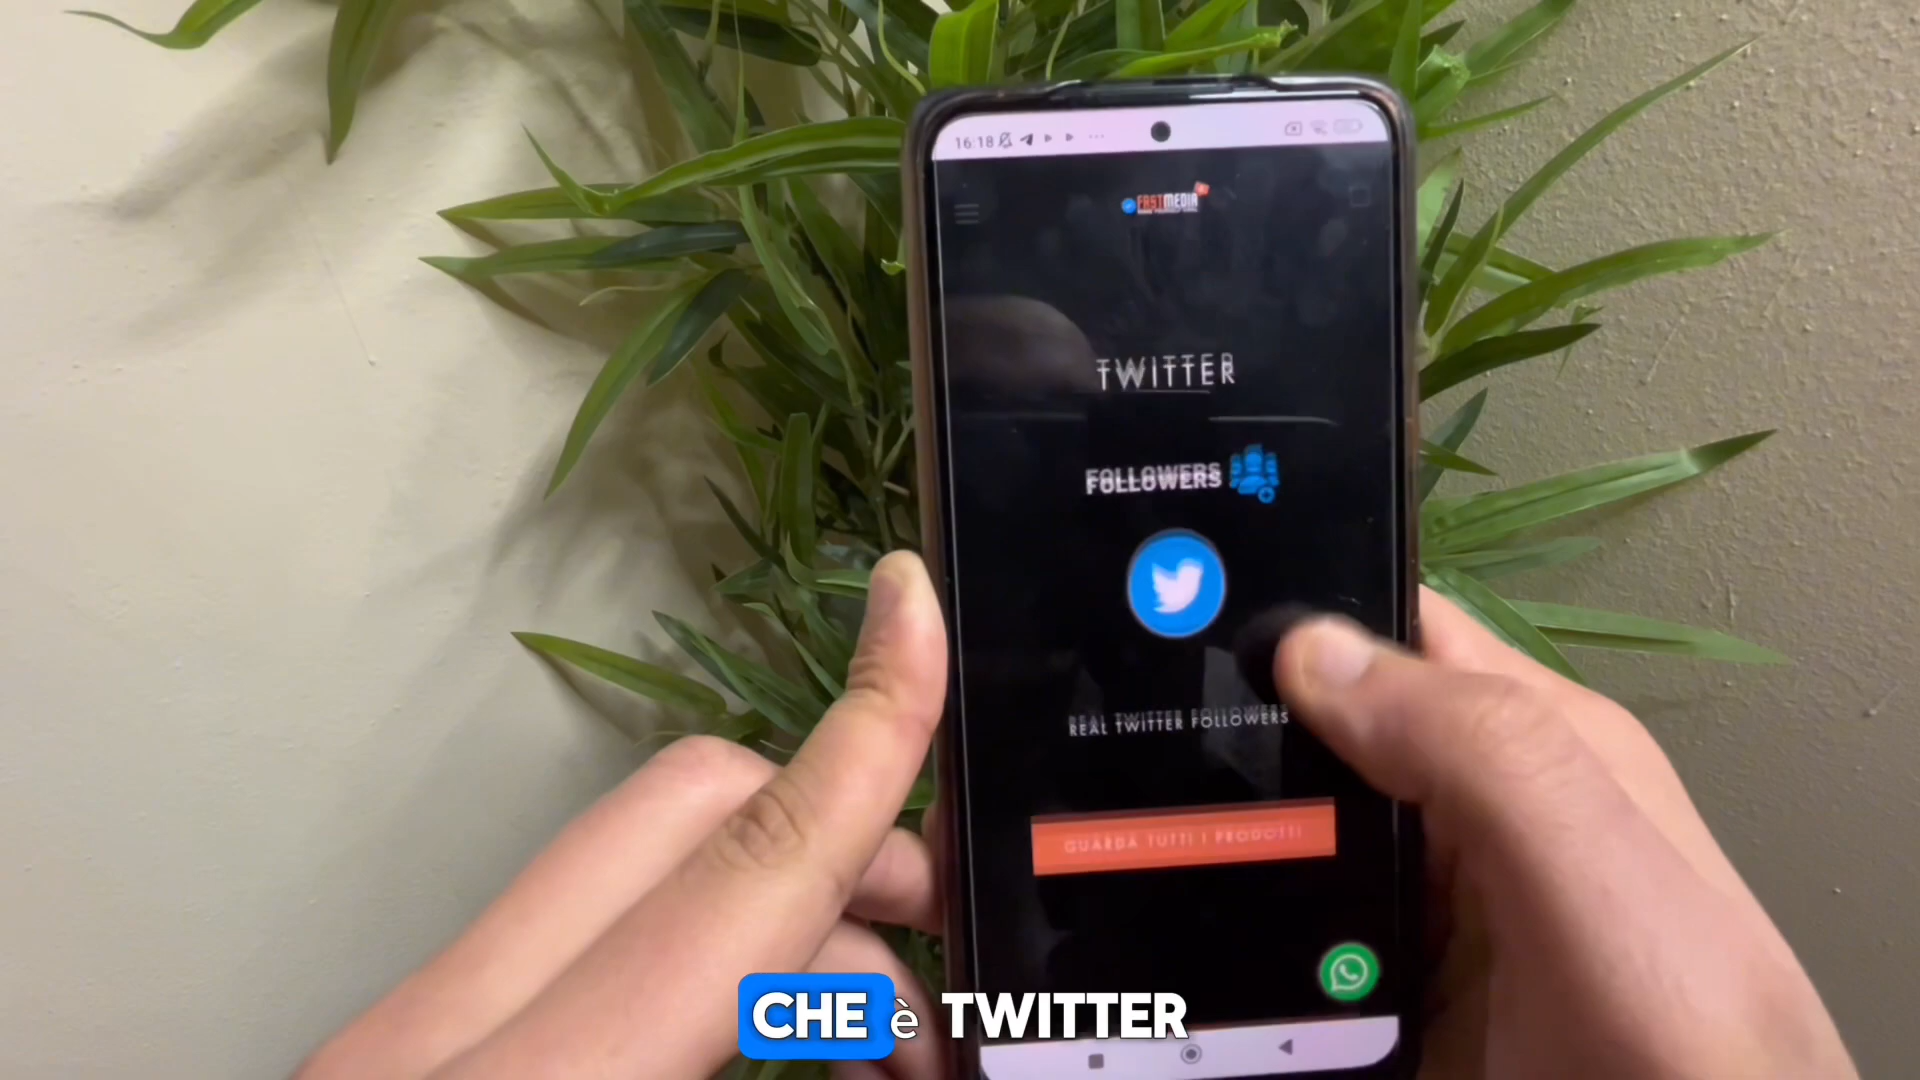 16:18
FASTMEDIA
TWITTER
FOLLOWERS
REAL TWITTER FOLLOWERS
GUARDA TUTTI I PRODOTTI
CHE è TWITTER